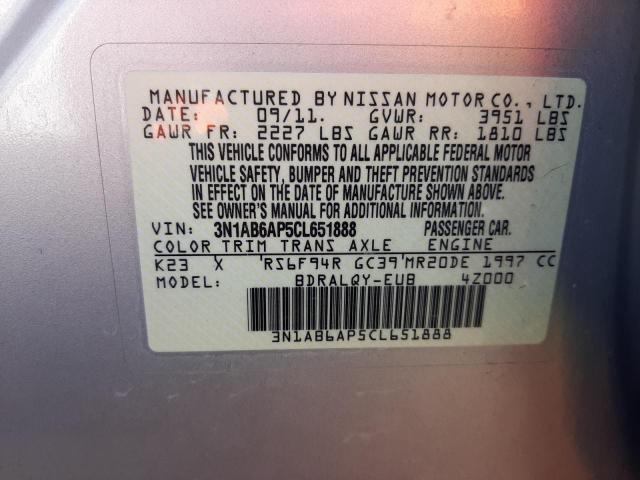 MANUFACTURED BY NISSAN MOTOR CO., LTD.
DATE: 09/11. GVWR: 3951 LBS
GAWR FR: 2227 LBS GAWR RR: 1810 LBS
THIS VEHICLE CONFORMS TO ALL APPLICABLE FEDERAL MOTOR
VEHICLE SAFETY, BUMPER AND THEFT PREVENTION STANDARDS
IN EFFECT ON THE DATE OF MANUFACTURE SHOWN ABOVE.
SEE OWNER'S MANUAL FOR ADDITIONAL INFORMATION.
VIN: 3N1AB6AP5CL651888 PASSENGER CAR.
COLOR TRIM TRANS AXLE ENGINE
K23 X RS6F94R GC39 MR20DE 1997 CC
MODEL: BDRALQY-EUB 4Z000
3N1AB6AP5CL651888